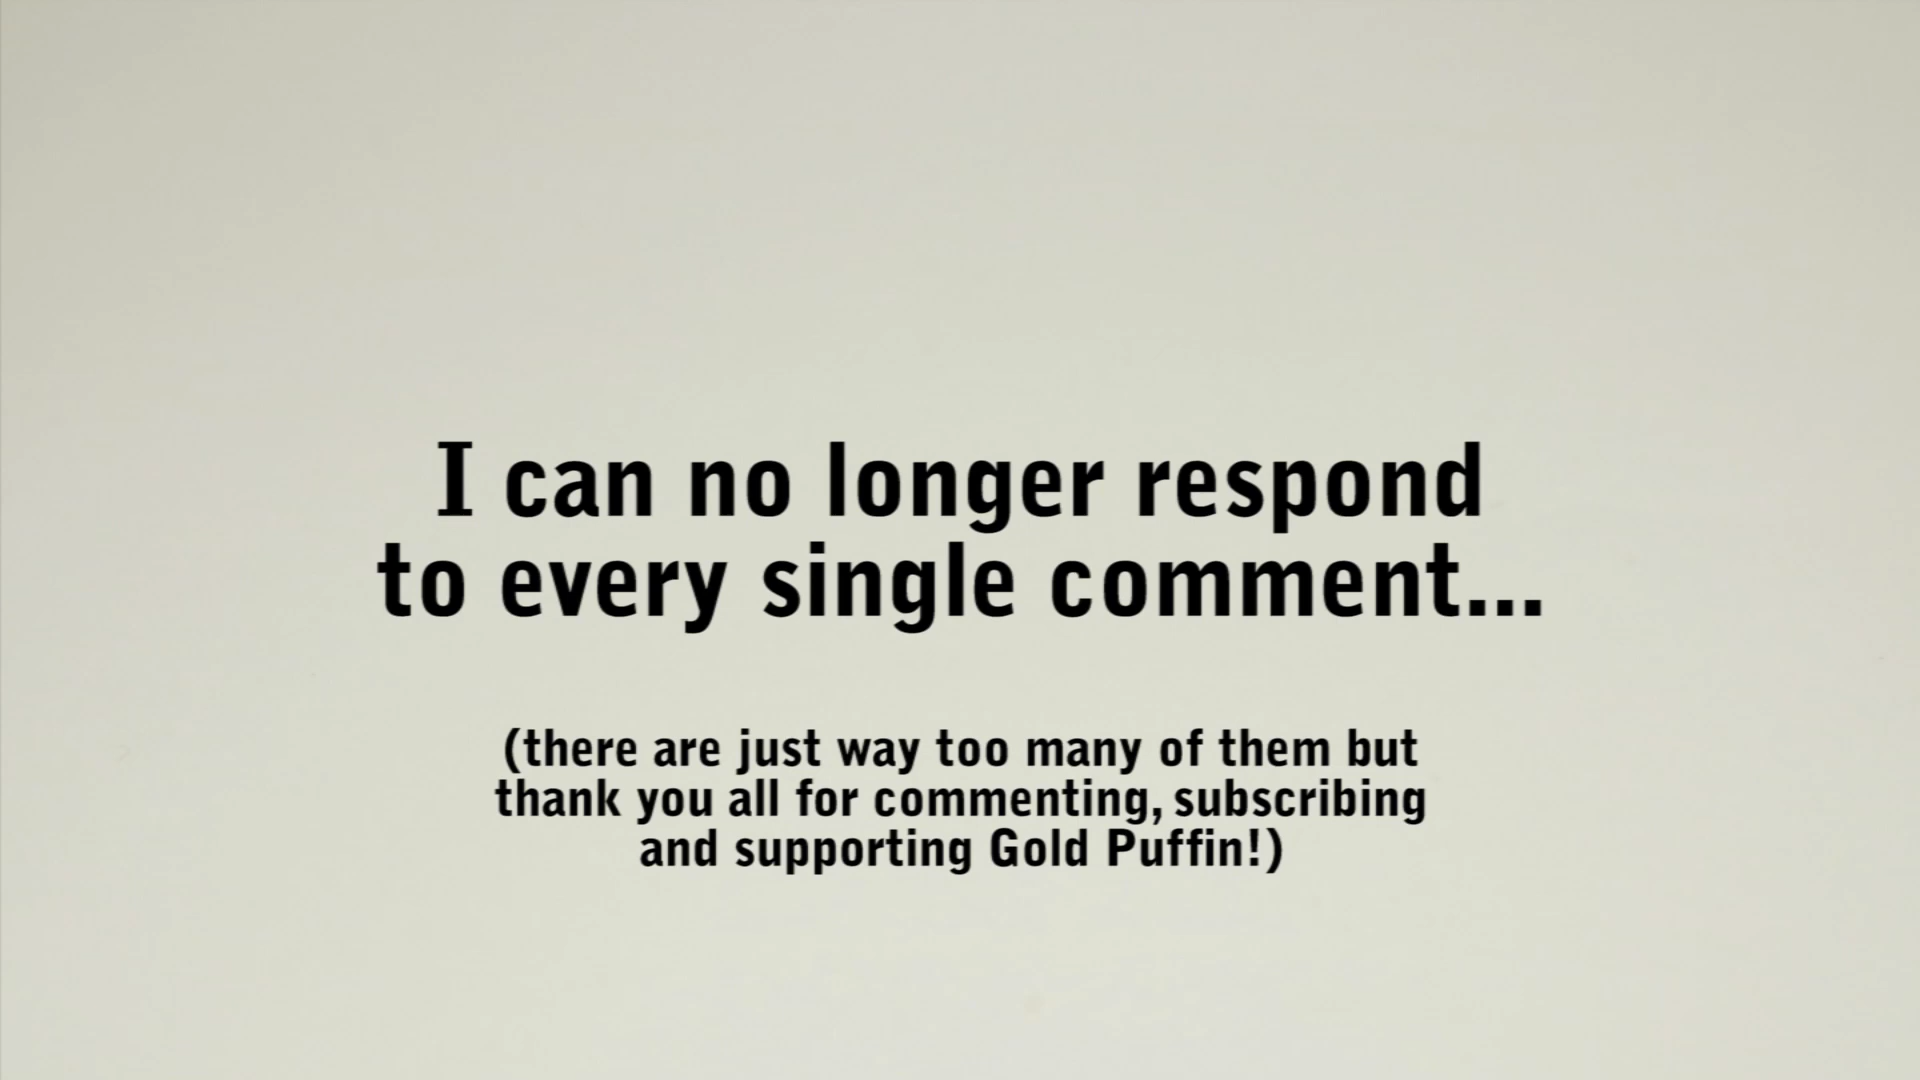 I can no longer respond
to every single comment...
(there are just way too many of them but
thank you all for commenting, subscribing
and supporting Gold Puffin!)